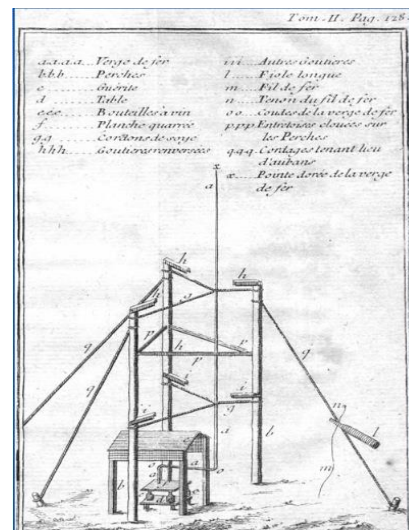 Tom. II. Pag. 128.
a.a.a.a.....Verge de fer
b.b.b.....Perches
c.....Guérite
d.....Table
e.e.e.....Bouteilles à vin
f.....Planche quarrée
g.g.....Cordons de soye
h.h.h.....Goutieres renversées
i.i.i.....Autres Goutieres
l.....Fiole longue
m.....Fil de fer
n.....Tenon du fil de fer
o o.....Coudes de la verge de fer
p.p.p. Entretoises clouées sur
les Perches
q.q.q. Cordages tenant lieu
d'aubans
x.....Pointe dorée de la verge
de fer
x
a
h
h
g
q
p
h
p
p
q
q
i
i
i
g
n
l
m
b
a
a
b
o
d